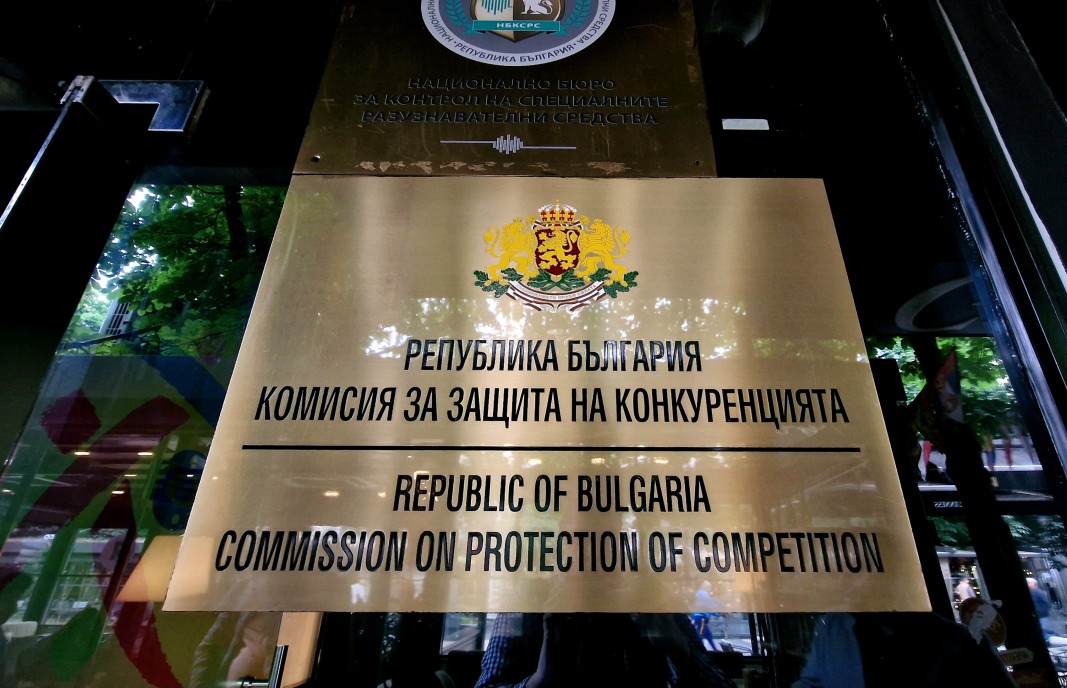 НБКСРС
РЕПУБЛИКА БЪЛГАРИЯ
НАЦИОНАЛНО БЮРО
ЗА КОНТРОЛ НА СПЕЦИАЛНИТЕ
РАЗУЗНАВАТЕЛНИ СРЕДСТВА
РЕПУБЛИКА БЪЛГАРИЯ
КОМИСИЯ ЗА ЗАЩИТА НА КОНКУРЕНЦИЯТА
REPUBLIC OF BULGARIA
COMMISSION ON PROTECTION OF COMPETITION